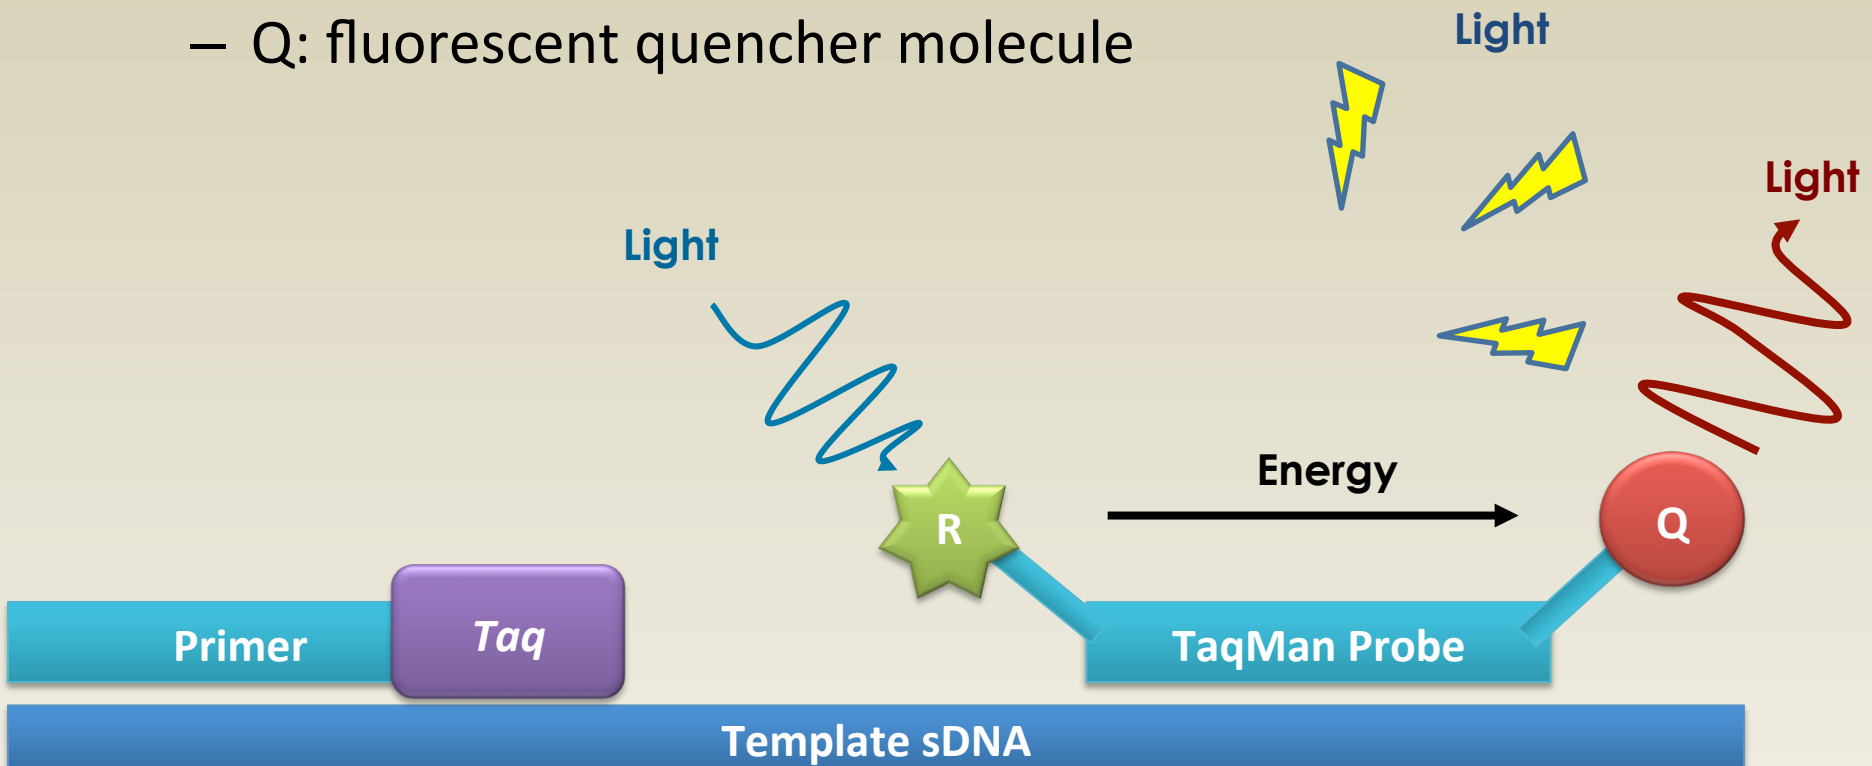 – Q: fluorescent quencher molecule
Light
Light
Light
Energy
R
Q
Primer
Taq
TaqMan Probe
Template sDNA